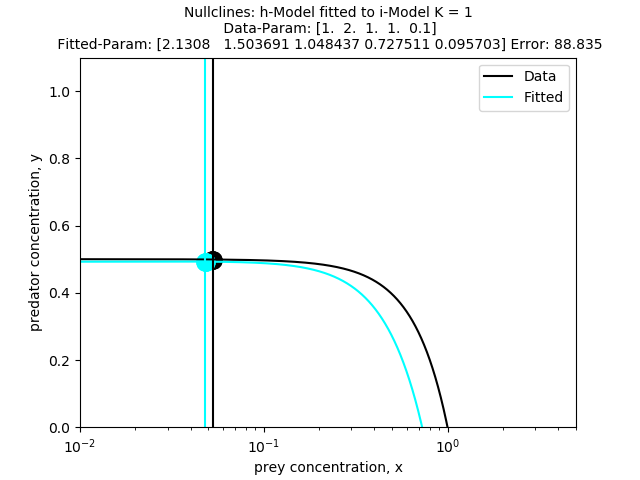 Nullclines: h-Model fitted to i-Model K = 1
Data-Param: [1. 2. 1. 1. 0.1]
Fitted-Param: [2.1308 1.503691 1.048437 0.727511 0.095703] Error: 88.835
Data
Fitted
1.0
0.8
0.6
0.4
0.2
0.0
predator concentration, y
10⁻² 10⁻¹ 10⁰
prey concentration, x